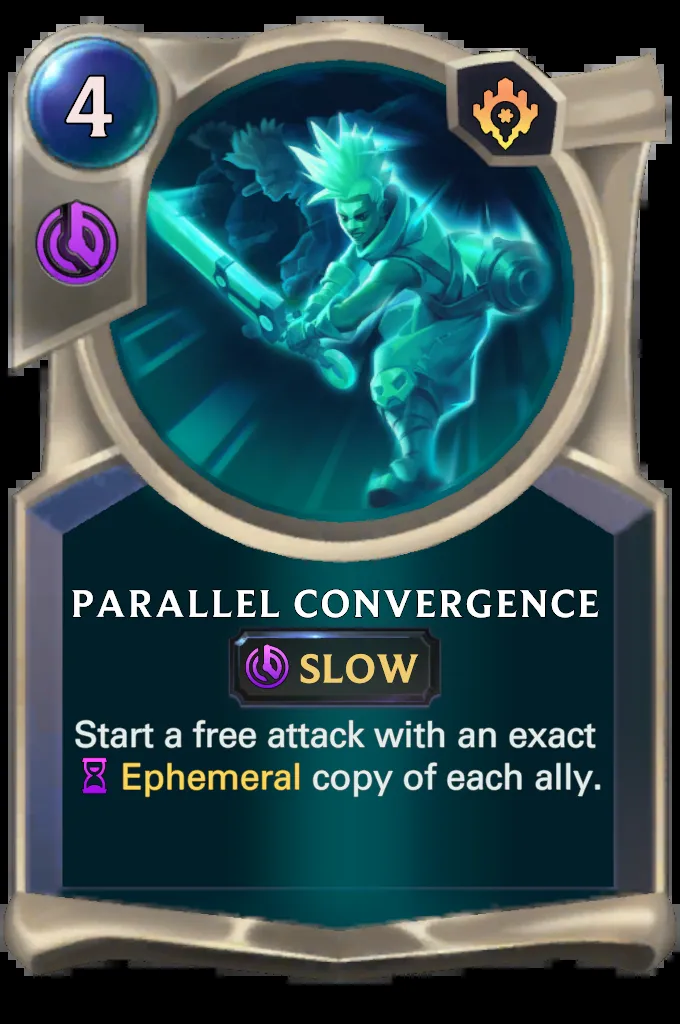 4
PARALLEL CONVERGENCE
SLOW
Start a free attack with an exact
Ephemeral copy of each ally.